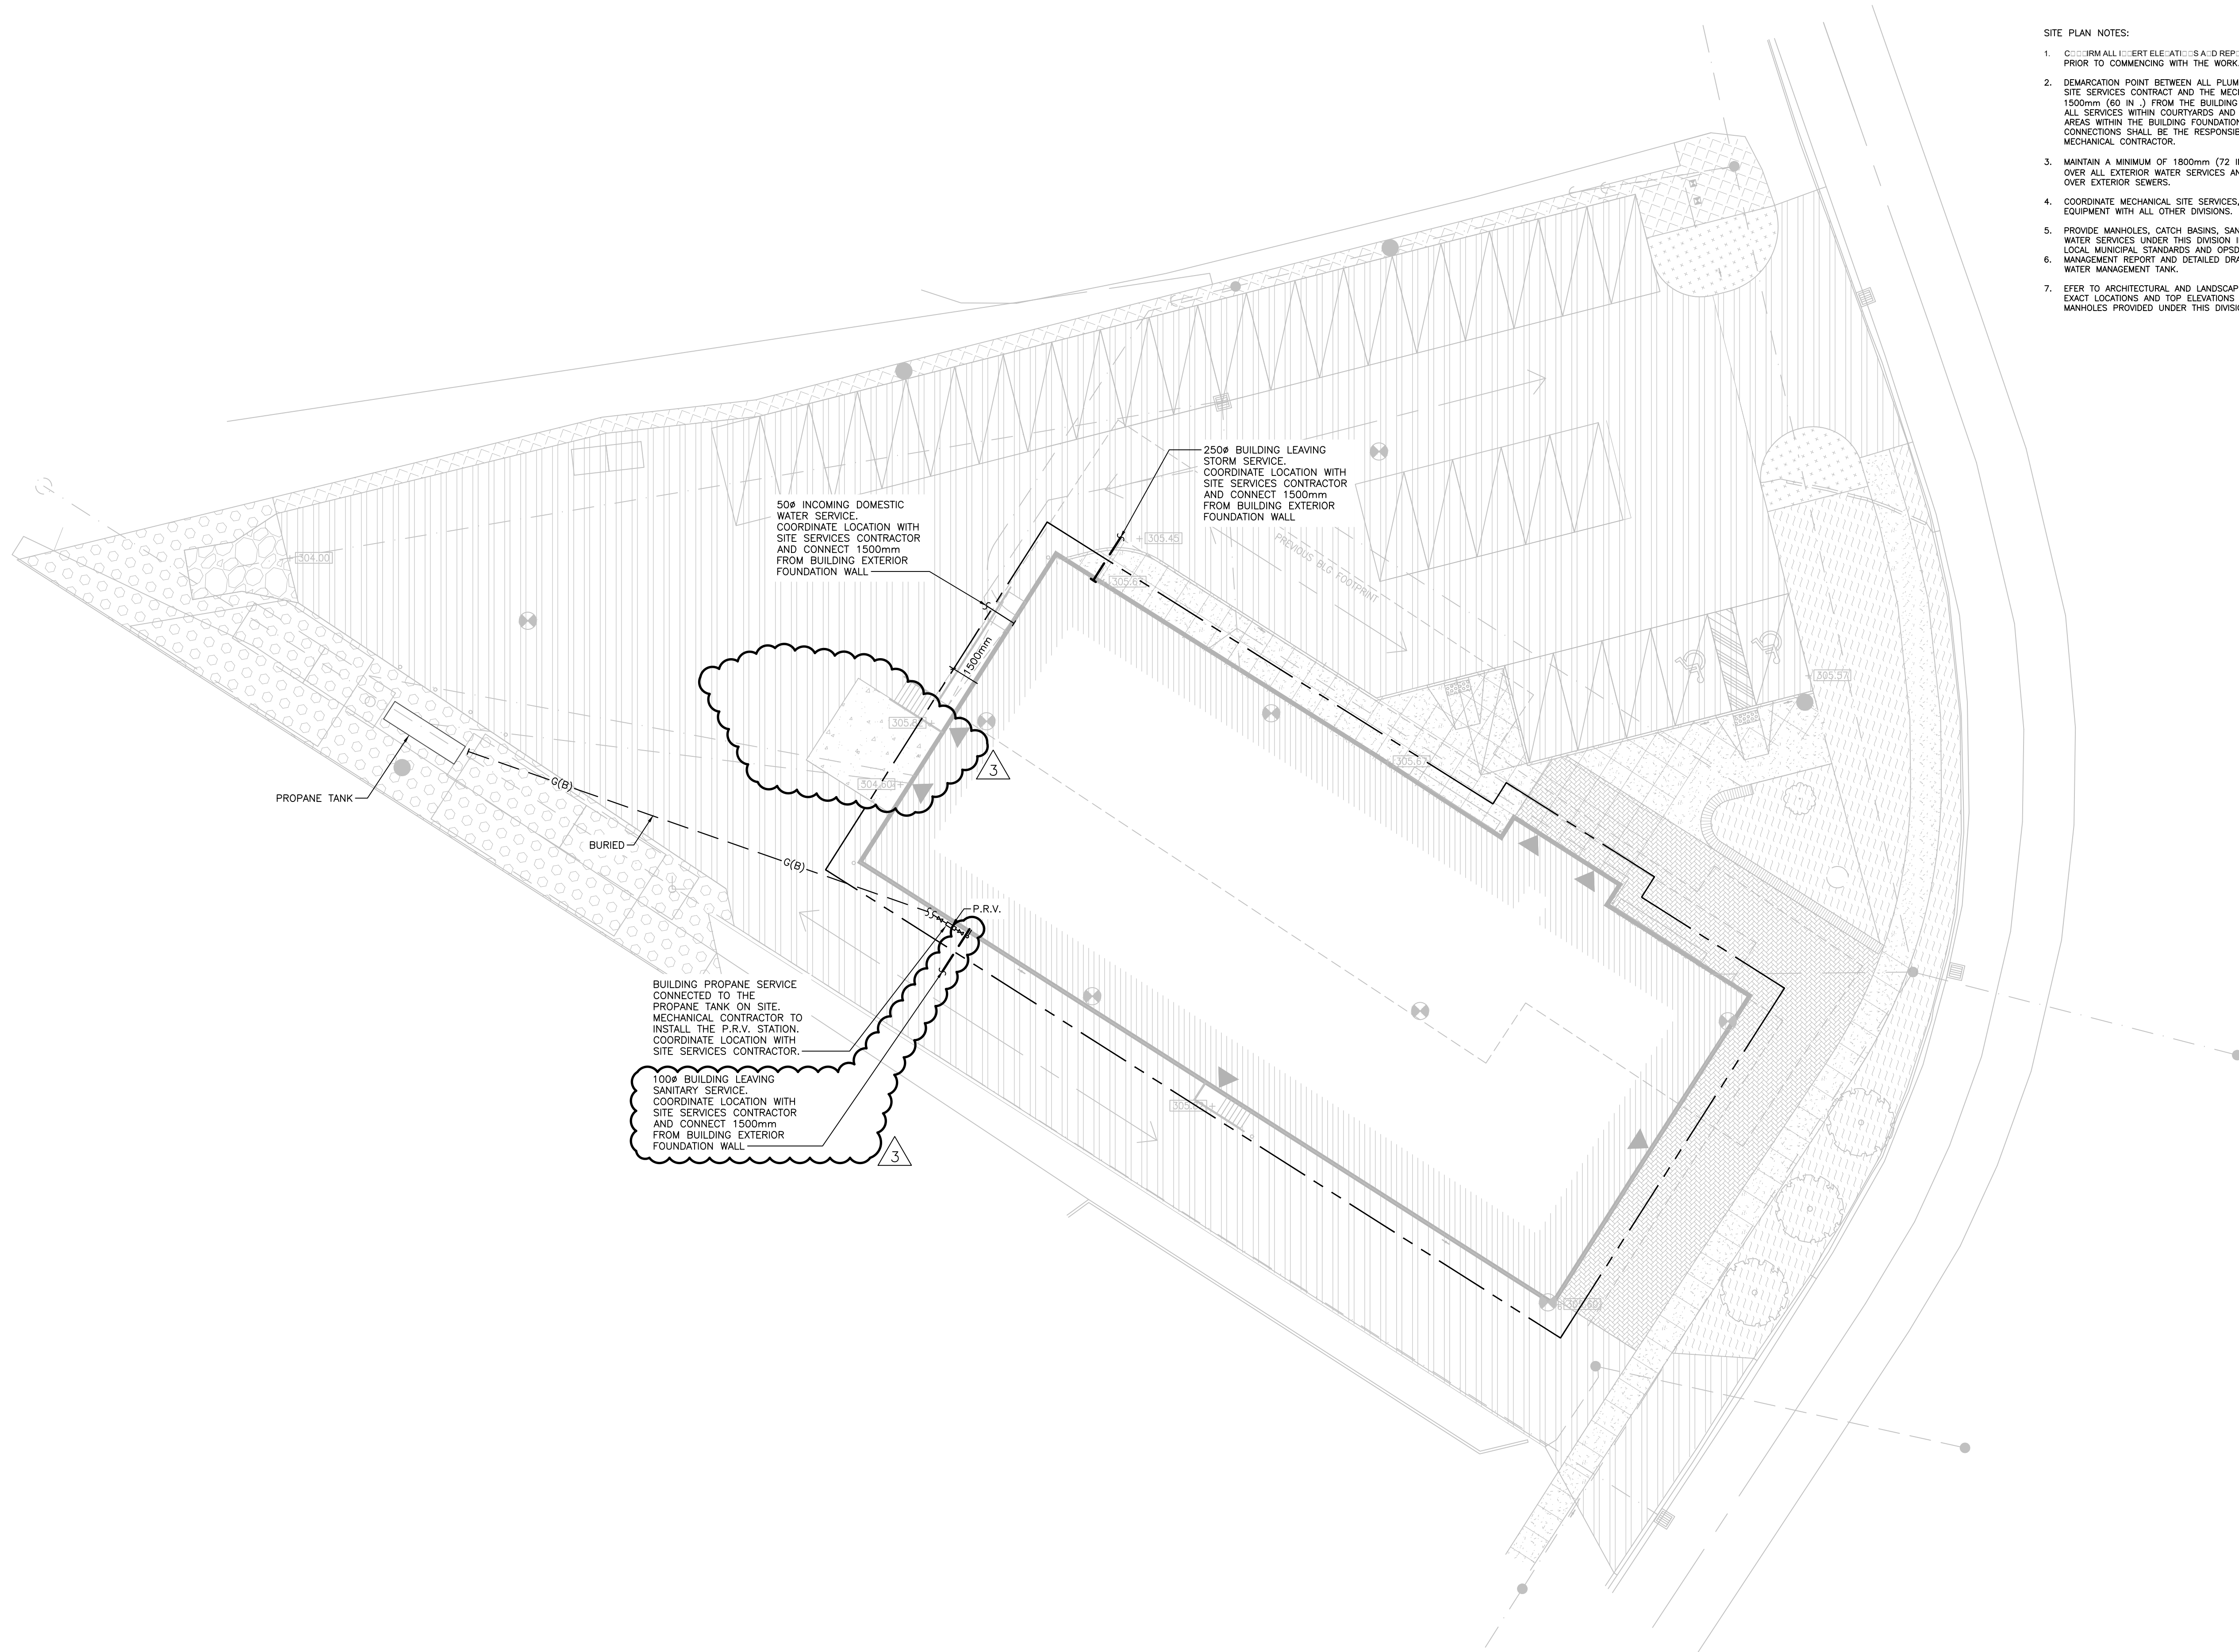 SITE PLAN NOTES:
1. PRIOR TO COMMENCING WITH THE WORK.
2. DEMARCATION POINT BETWEEN ALL
SITE SERVICES CONTRACT AND THE
1500mm (60 IN .) FROM THE BUILDING
ALL SERVICES WITHIN COURTYARDS AND
AREAS WITHIN THE BUILDING
CONNECTIONS SHALL BE THE
MECHANICAL CONTRACTOR.
3. MAINTAIN A MINIMUM OF 1800mm (72
OVER ALL EXTERIOR WATER SERVICES
OVER EXTERIOR SEWERS.
4. COORDINATE MECHANICAL SITE SERVICES,
EQUIPMENT WITH ALL OTHER DIVISIONS.
5. PROVIDE MANHOLES, CATCH BASINS,
WATER SERVICES UNDER THIS DIVISION
LOCAL MUNICIPAL STANDARDS AND
6. MANAGEMENT REPORT AND DETAILED
WATER MANAGEMENT TANK.
7. EFER TO ARCHITECTURAL AND
EXACT LOCATIONS AND TOP ELEVATIONS
MANHOLES PROVIDED UNDER THIS
250ø BUILDING LEAVING
STORM SERVICE.
COORDINATE LOCATION WITH
SITE SERVICES CONTRACTOR
AND CONNECT 1500mm
FROM BUILDING EXTERIOR
FOUNDATION WALL
50ø INCOMING DOMESTIC
WATER SERVICE.
COORDINATE LOCATION WITH
SITE SERVICES CONTRACTOR
AND CONNECT 1500mm
FROM BUILDING EXTERIOR
FOUNDATION WALL
305.45
PREVIOUS BLG FOOTPRINT
304.00
1500mm
305.57
3
304.60
PROPANE TANK
G(B)
BURIED
G(B)
P.R.V.
BUILDING PROPANE SERVICE
CONNECTED TO THE
PROPANE TANK ON SITE.
MECHANICAL CONTRACTOR TO
INSTALL THE P.R.V. STATION.
COORDINATE LOCATION WITH
SITE SERVICES CONTRACTOR.
100ø BUILDING LEAVING
SANITARY SERVICE.
COORDINATE LOCATION WITH
SITE SERVICES CONTRACTOR
AND CONNECT 1500mm
FROM BUILDING EXTERIOR
FOUNDATION WALL
3